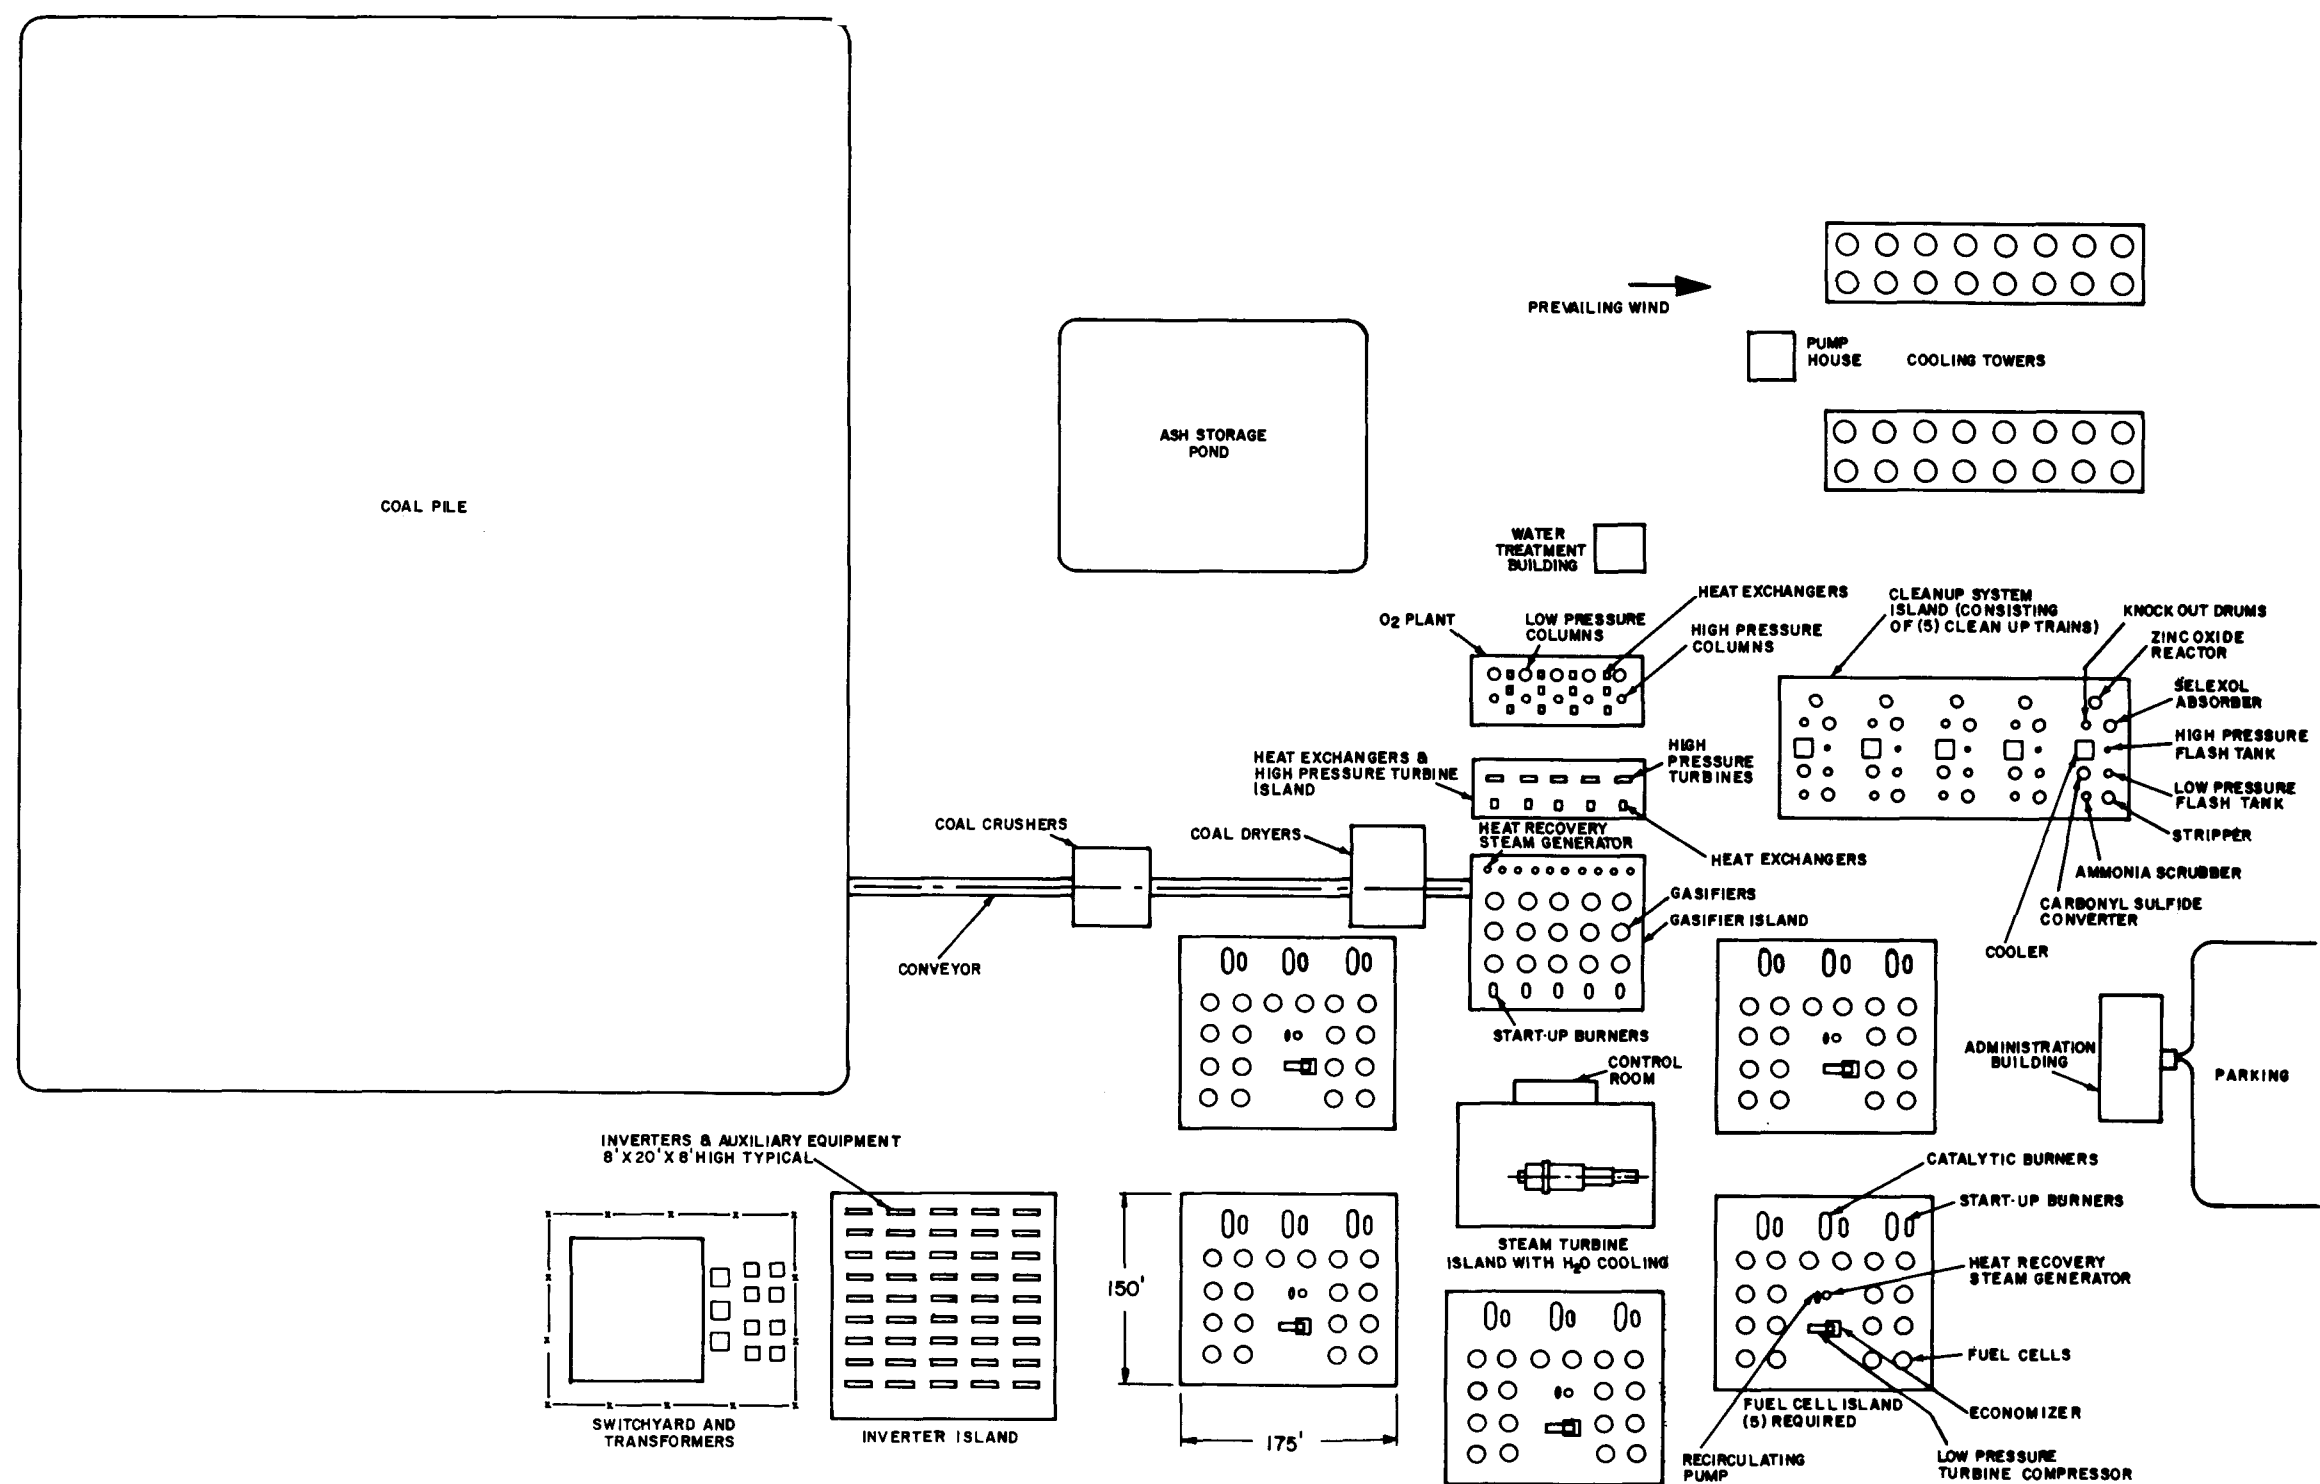 PREVAILING WIND
PUMP
HOUSE
COOLING TOWERS
ASH STORAGE
POND
COAL PILE
WATER
TREATMENT
BUILDING
HEAT EXCHANGERS
O2 PLANT
LOW PRESSURE
COLUMNS
HIGH PRESSURE
COLUMNS
CLEANUP SYSTEM
ISLAND (CONSISTING
OF (5) CLEAN UP TRAINS)
KNOCK OUT DRUMS
ZINC OXIDE
REACTOR
SELEXOL
ABSORBER
HIGH PRESSURE
FLASH TANK
LOW PRESSURE
FLASH TANK
STRIPPER
AMMONIA SCRUBBER
CARBONYL SULFIDE
CONVERTER
COOLER
HEAT EXCHANGERS &
HIGH PRESSURE TURBINE
ISLAND
HIGH
PRESSURE
TURBINES
COAL CRUSHERS
COAL DRYERS
HEAT RECOVERY
STEAM GENERATOR
HEAT EXCHANGERS
GASIFIERS
GASIFIER ISLAND
CONVEYOR
START-UP BURNERS
CONTROL
ROOM
ADMINISTRATION
BUILDING
PARKING
INVERTERS & AUXILIARY EQUIPMENT
8' X 20' X 8' HIGH TYPICAL
CATALYTIC BURNERS
START-UP BURNERS
STEAM TURBINE
ISLAND WITH H2O COOLING
HEAT RECOVERY
STEAM GENERATOR
150'
FUEL CELLS
FUEL CELL ISLAND
(5) REQUIRED
ECONOMIZER
SWITCHYARD AND
TRANSFORMERS
INVERTER ISLAND
175'
RECIRCULATING
PUMP
LOW PRESSURE
TURBINE COMPRESSOR